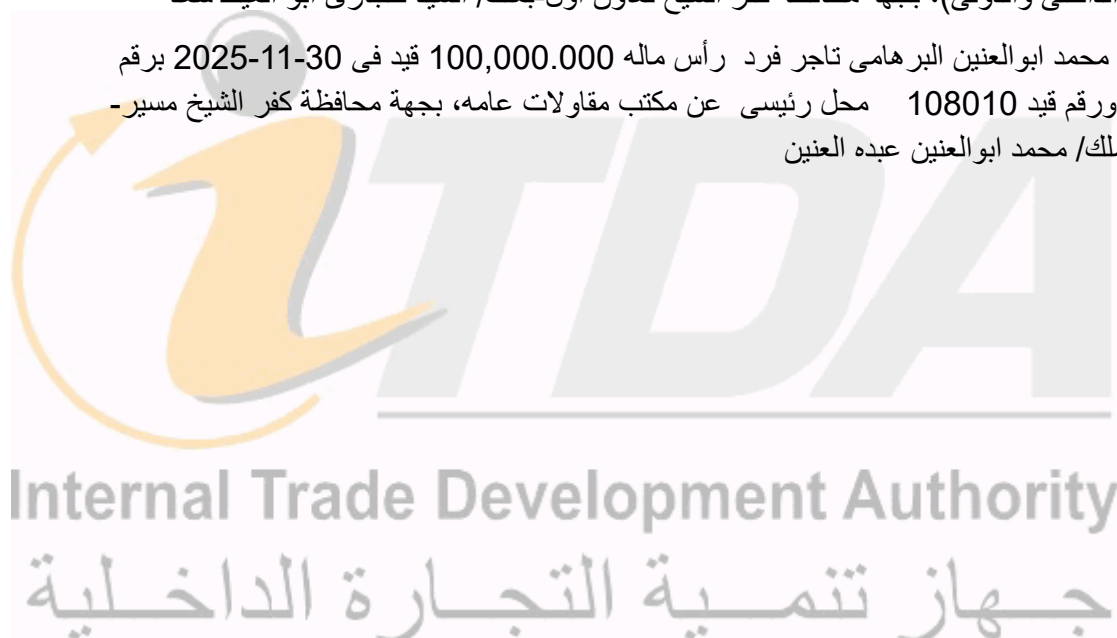 محمد ابوالعنين البرهامى تاجر فرد رأس ماله 100,000.000 قيد فى 30-11-2025 برقم
ورقم قيد 108010 محل رئيسى عن مكتب مقاولات عامه، بجهة محافظة كفر الشيخ مسير-
محمد ابوالعنين عبده العنين
iTDA
Internal Trade Development Authority
جهاز تنمية التجارة الداخلية